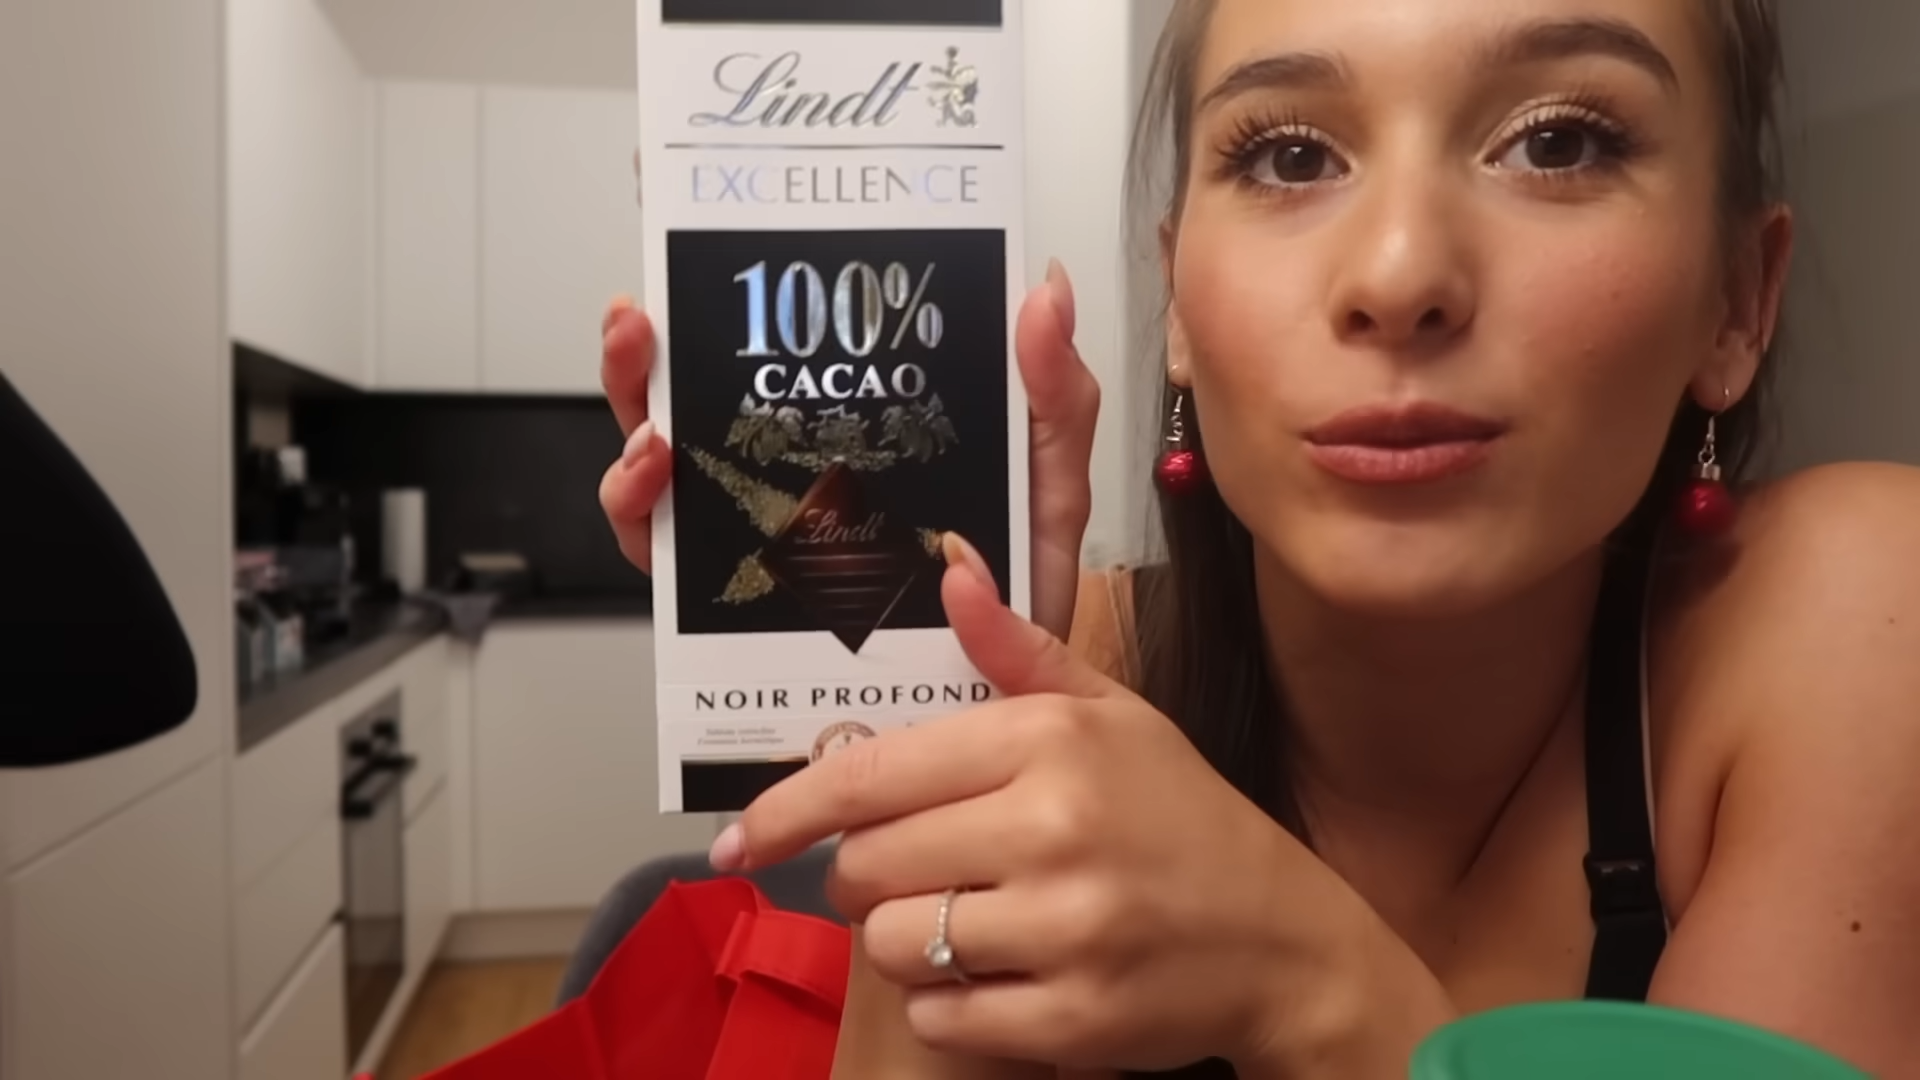 Lindt
EXCELLENCE
100%
CACAO
Lindt
NOIR PROFOND